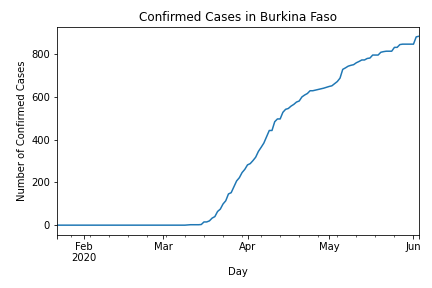 Confirmed Cases in Burkina Faso
Number of Confirmed Cases
800
600
400
200
0
Feb
2020
Mar
Apr
May
Jun
Day